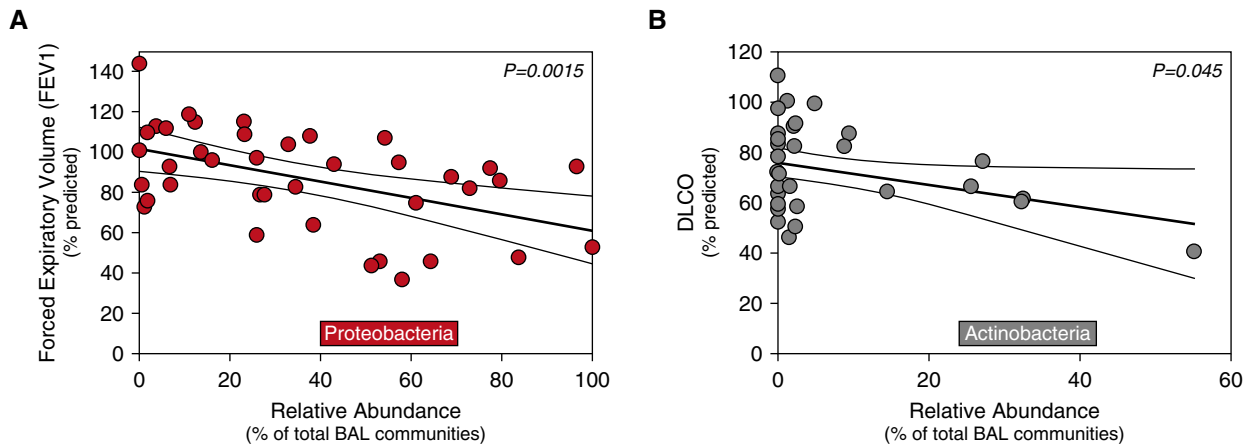 A
Forced Expiratory Volume (FEV1)
(% predicted)
140
120
100
80
60
40
20
0
P=0.0015
Proteobacteria
0 20 40 60 80 100
Relative Abundance
(% of total BAL communities)
B
DLCO
(% predicted)
120
100
80
60
40
20
0
P=0.045
Actinobacteria
0 20 40 60
Relative Abundance
(% of total BAL communities)